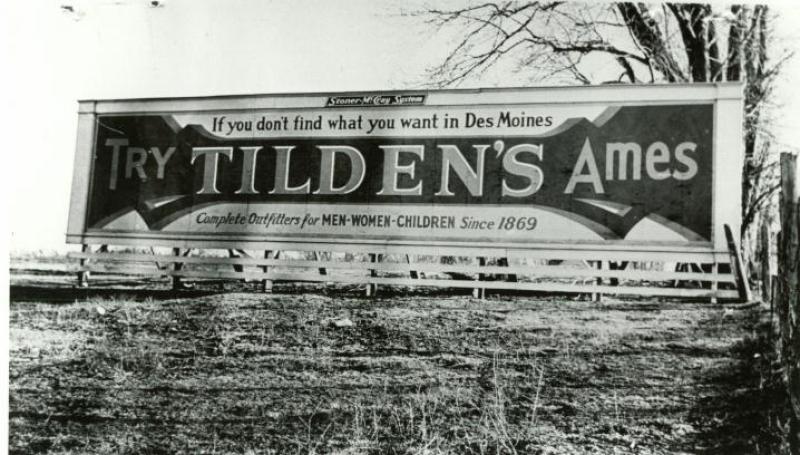 Stoner-McCray System
If you don't find what you want in Des Moines
TRY TILDEN'S AMES
Complete Outfitters for MEN-WOMEN-CHILDREN Since 1869